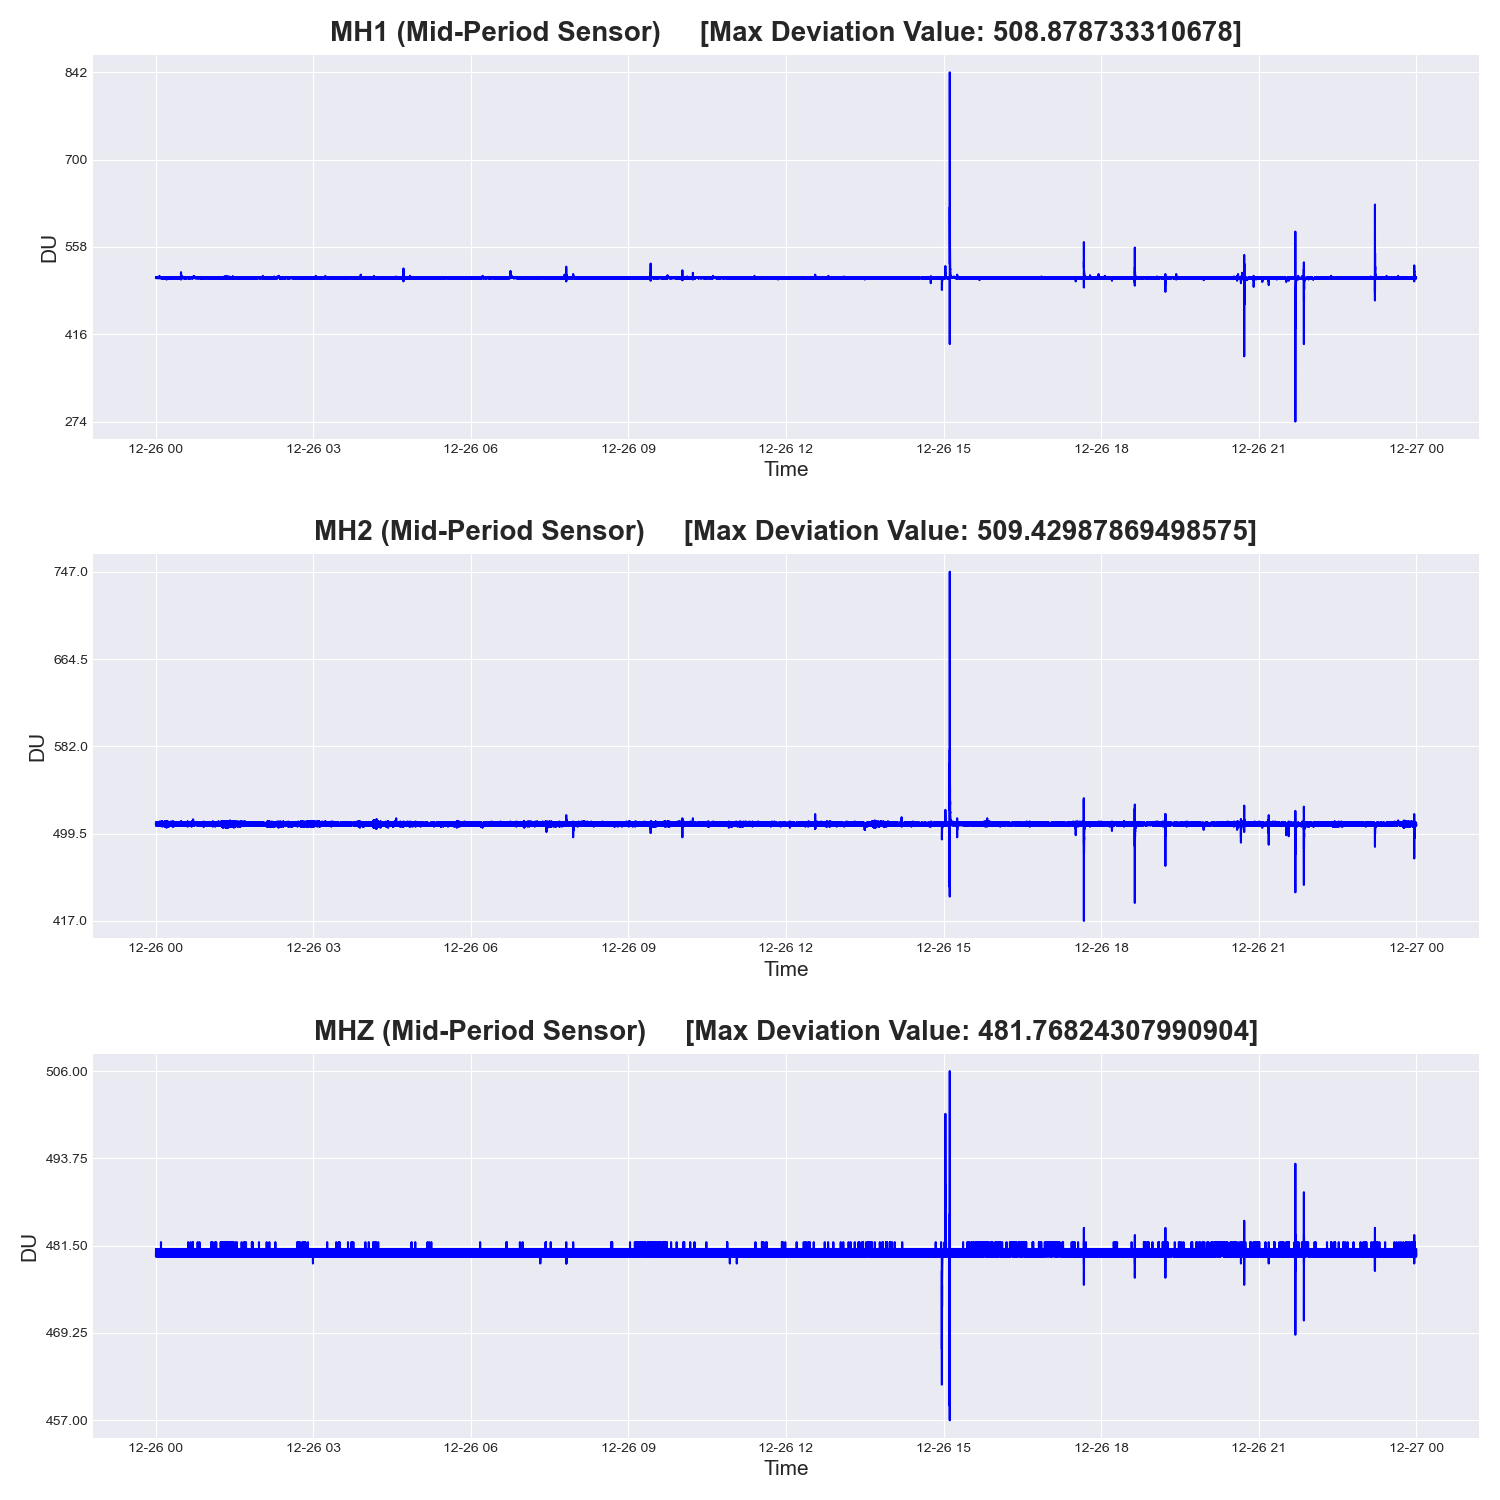 MH1 (Mid-Period Sensor) [Max Deviation Value: 508.878733310678]
842
700
558
416
274
DU
12-26 00 12-26 03 12-26 06 12-26 09 12-26 12 12-26 15 12-26 18 12-26 21 12-27 00
Time
MH2 (Mid-Period Sensor) [Max Deviation Value: 509.42987869498575]
747.0
664.5
582.0
499.5
417.0
DU
12-26 00 12-26 03 12-26 06 12-26 09 12-26 12 12-26 15 12-26 18 12-26 21 12-27 00
Time
MHZ (Mid-Period Sensor) [Max Deviation Value: 481.76824307990904]
506.00
493.75
481.50
469.25
457.00
DU
12-26 00 12-26 03 12-26 06 12-26 09 12-26 12 12-26 15 12-26 18 12-26 21 12-27 00
Time